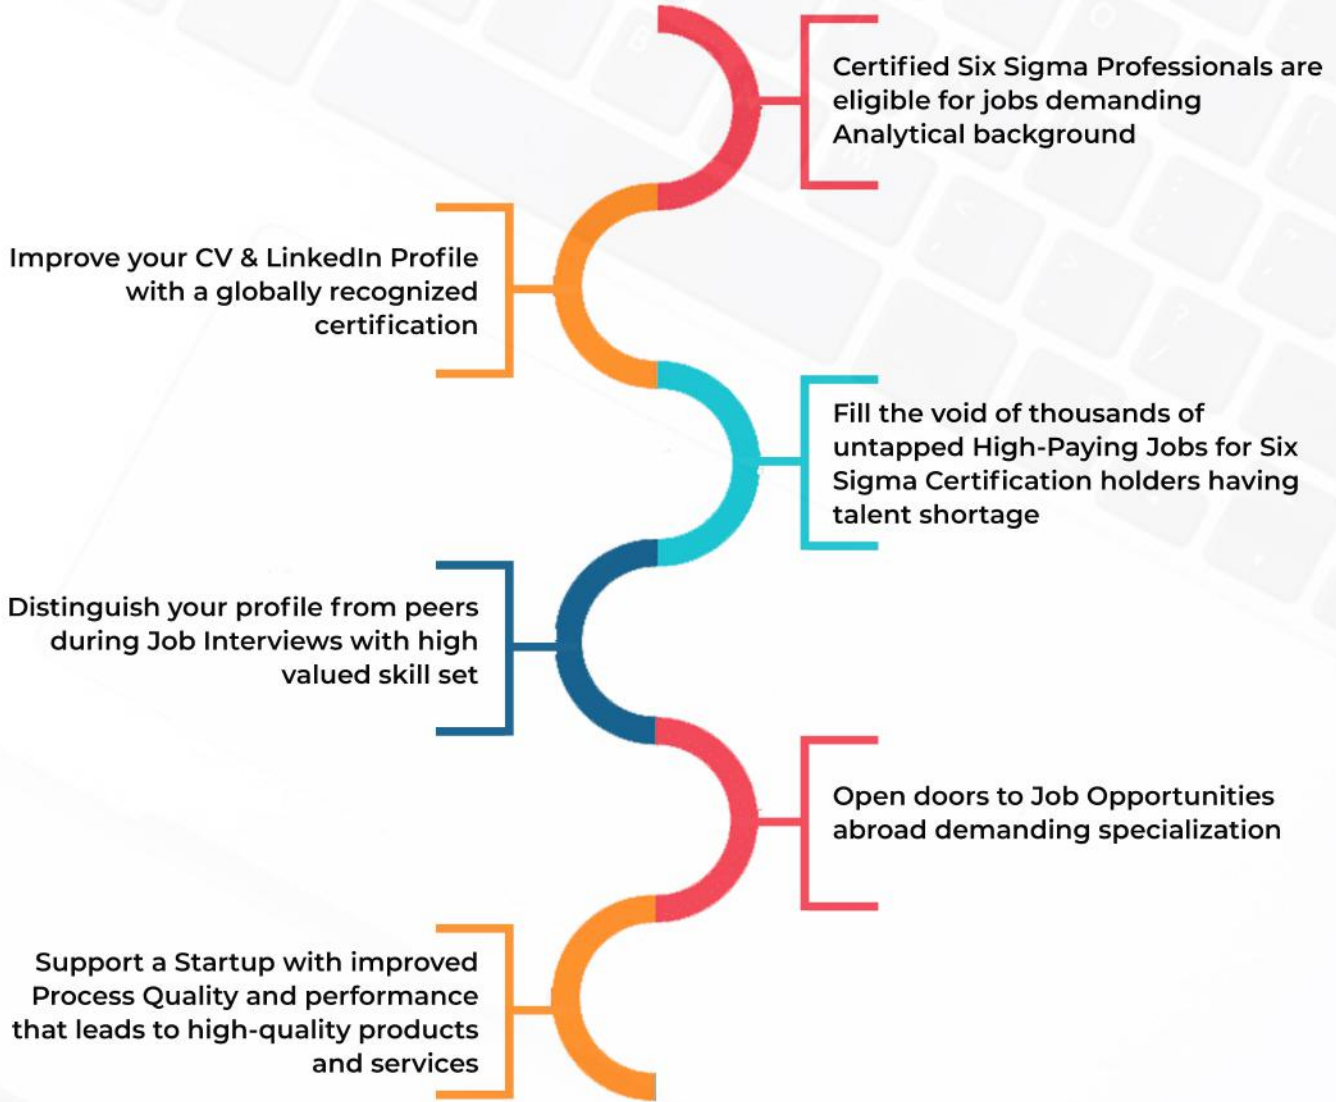 Certified Six Sigma Professionals are
eligible for jobs demanding
Analytical background
Improve your CV & LinkedIn Profile
with a globally recognized
certification
Fill the void of thousands of
untapped High-Paying Jobs for Six
Sigma Certification holders having
talent shortage
Distinguish your profile from peers
during Job Interviews with high
valued skill set
Open doors to Job Opportunities
abroad demanding specialization
Support a Startup with improved
Process Quality and performance
that leads to high-quality products
and services